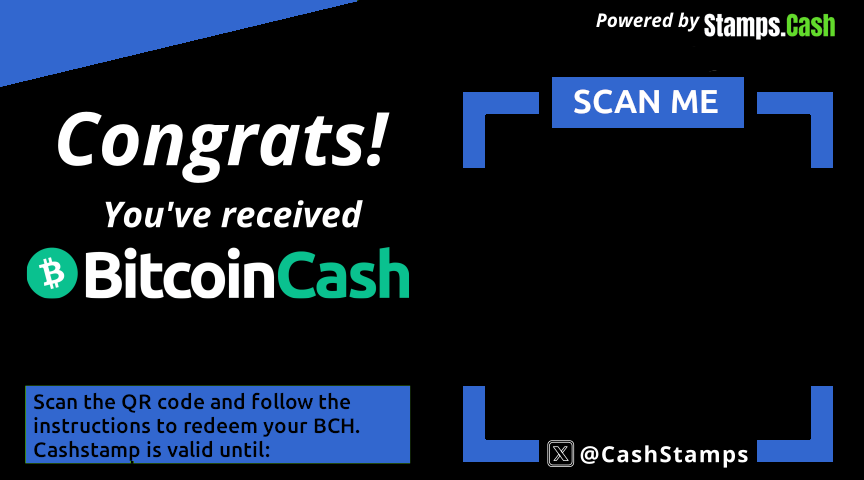 Powered by Stamps.Cash
SCAN ME
Congrats!
You've received
BitcoinCash
Scan the QR code and follow the
instructions to redeem your BCH.
Cashstamp is valid until:
@CashStamps